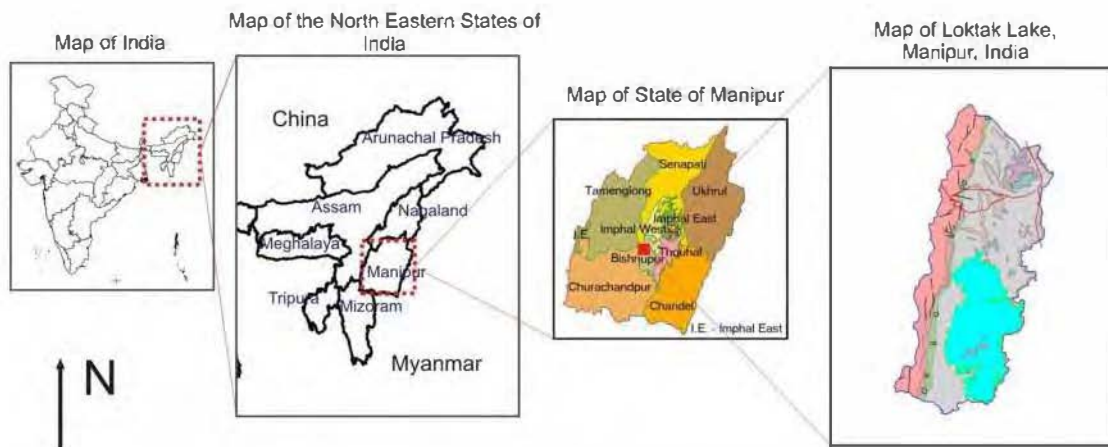 Map of India
Map of the North Eastern States of
India
China
Arunachal Pradesh
Assam
Nagaland
Meghalaya
Manipur
Tripura
Mizoram
Myanmar
Map of State of Manipur
Senapati
Tamenglong
Ukhrul
Imphal East
Imphal West
I.E.
Bishnupur
Thouhal
Churachandpur
Chandel
I.E. - Imphal East
Map of Loktak Lake,
Manipur, India
N